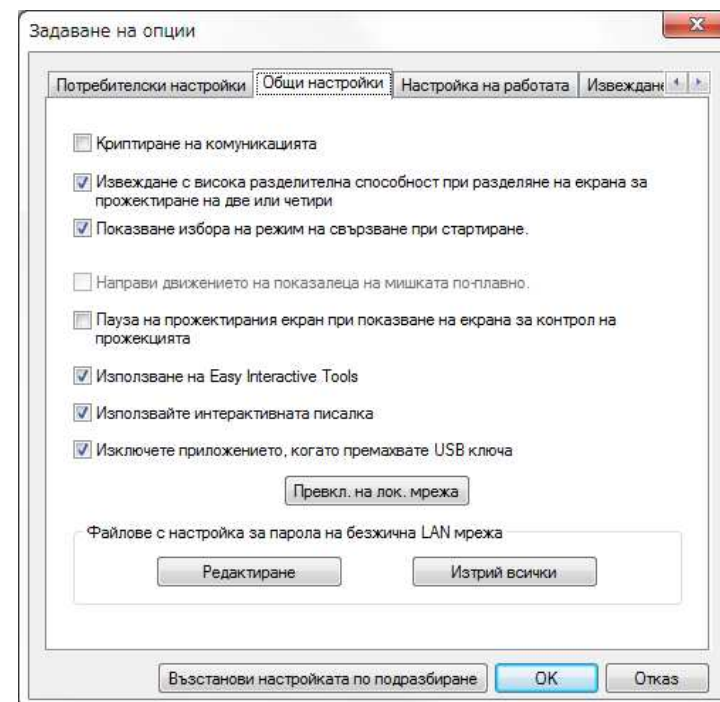 Задаване на опции
Потребителски настройки Общи настройки Настройка на работата Извеждан
Криптиране на комуникацията
Извеждане с висока разделителна способност при разделяне на екрана за
прожектиране на две или четири
Показване избора на режим на свързване при стартиране.
Направи движението на показалеца на мишката по-плавно.
Пауза на прожектирания екран при показване на екрана за контрол на
прожекцията
Използване на Easy Interactive Tools
Използвайте интерактивната писалка
Изключете приложението, когато премахвате USB ключа
Превкл. на лок. мрежа
Файлове с настройка за парола на безжична LAN мрежа
Редактиране Изтрий всички
Възстанови настройката по подразбиране OK Отказ